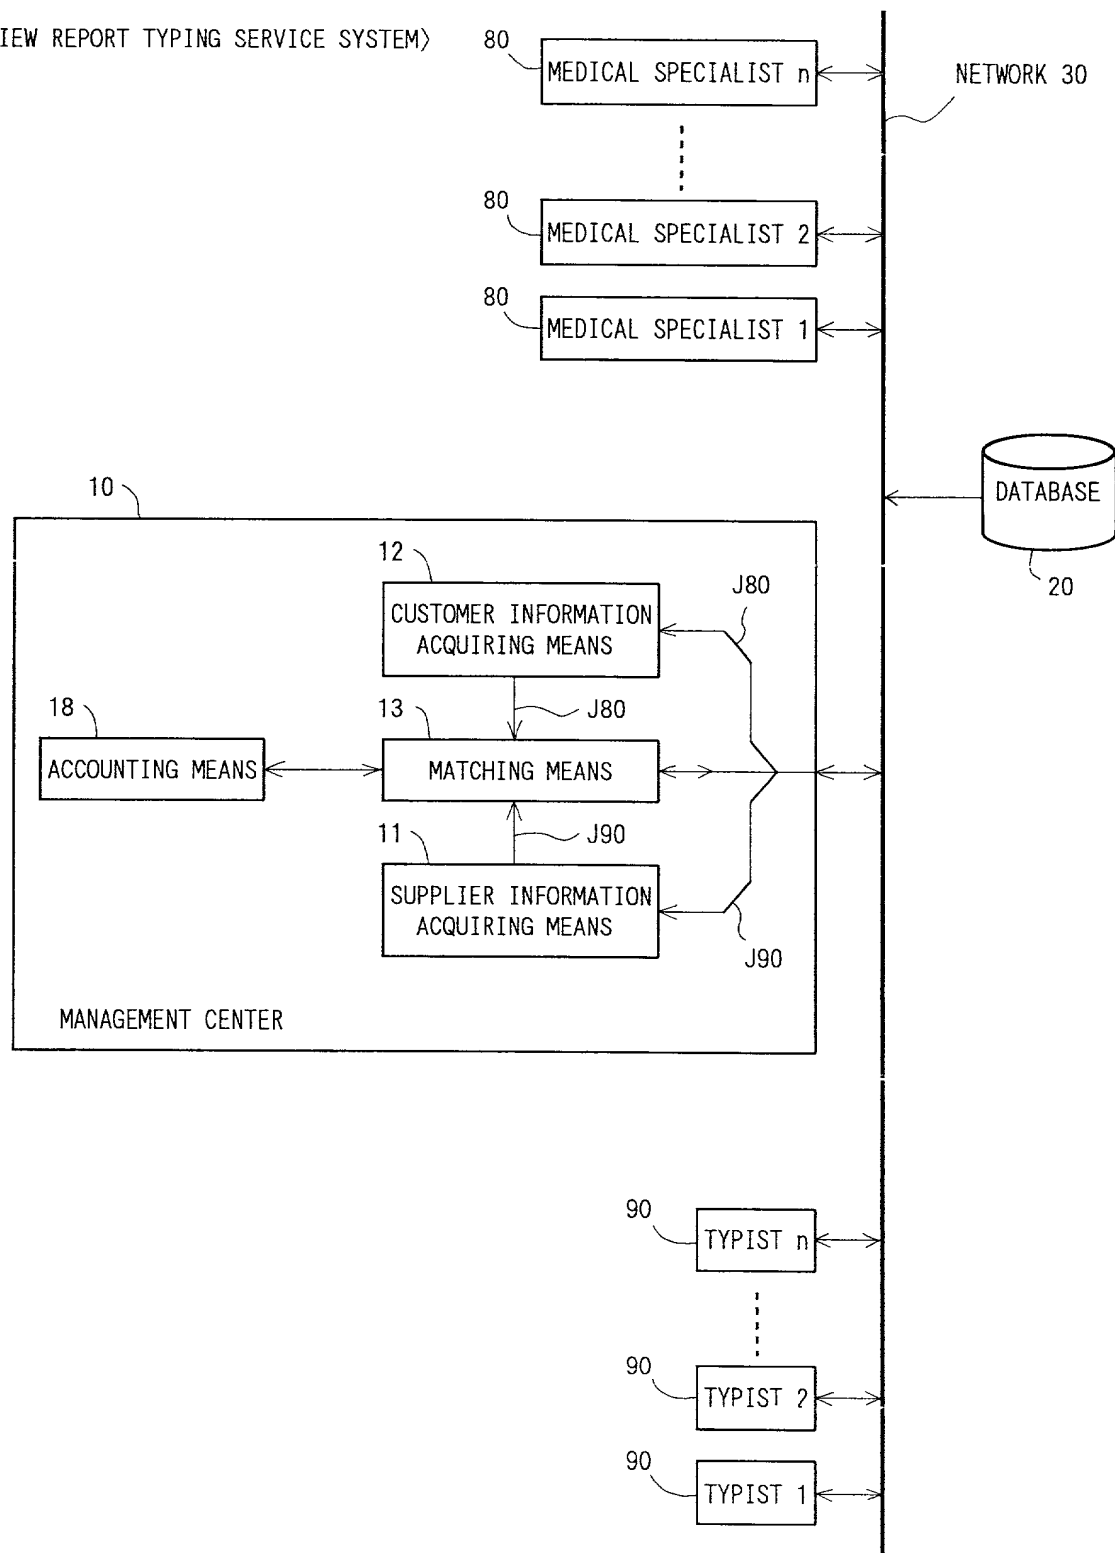 IEW REPORT TYPING SERVICE SYSTEM〉
80
MEDICAL SPECIALIST n
NETWORK 30
80
MEDICAL SPECIALIST 2
80
MEDICAL SPECIALIST 1
DATABASE
20
10
12
CUSTOMER INFORMATION
ACQUIRING MEANS
J80
J80
18
ACCOUNTING MEANS
13
MATCHING MEANS
J90
11
SUPPLIER INFORMATION
ACQUIRING MEANS
J90
MANAGEMENT CENTER
90
TYPIST n
90
TYPIST 2
90
TYPIST 1